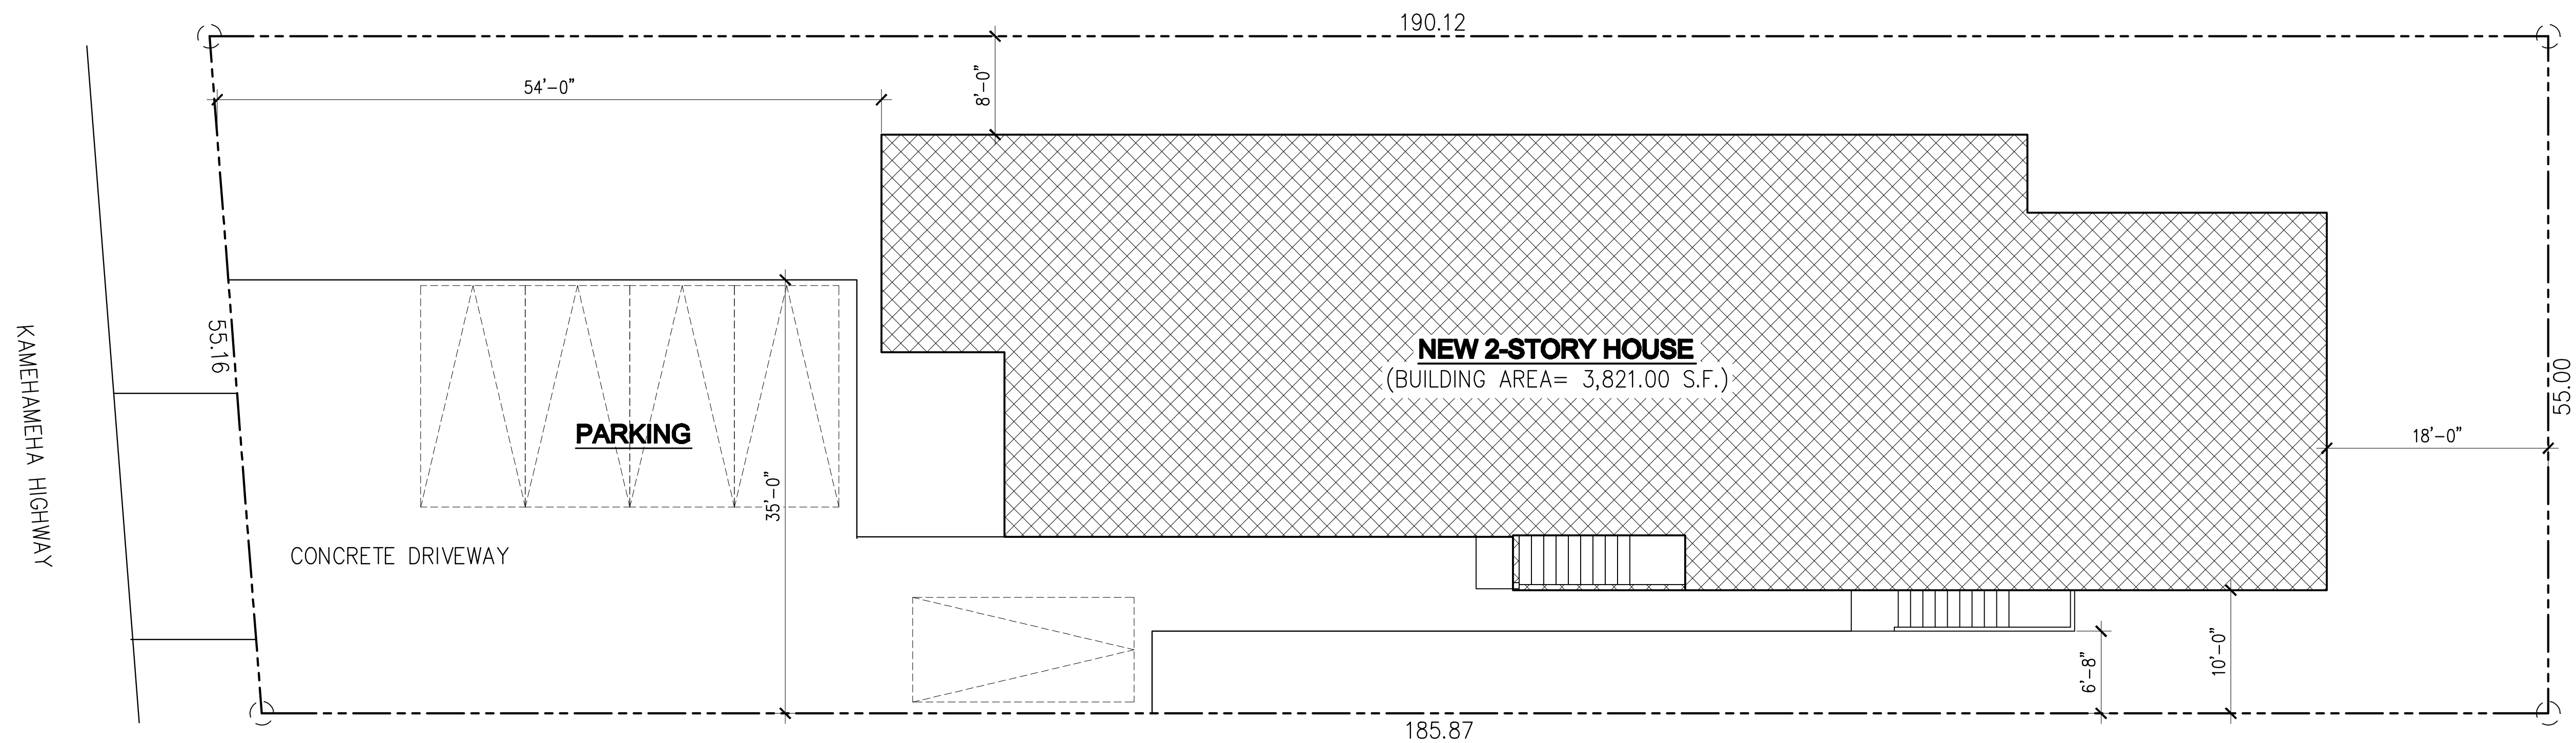 190.12
54'-0"
8'-0"
KAMEHAMEHA HIGHWAY
55.16
NEW 2-STORY HOUSE
(BUILDING AREA= 3,821.00 S.F.)
55.00
PARKING
18'-0"
35'-0"
CONCRETE DRIVEWAY
6'-8"
10'-0"
185.87